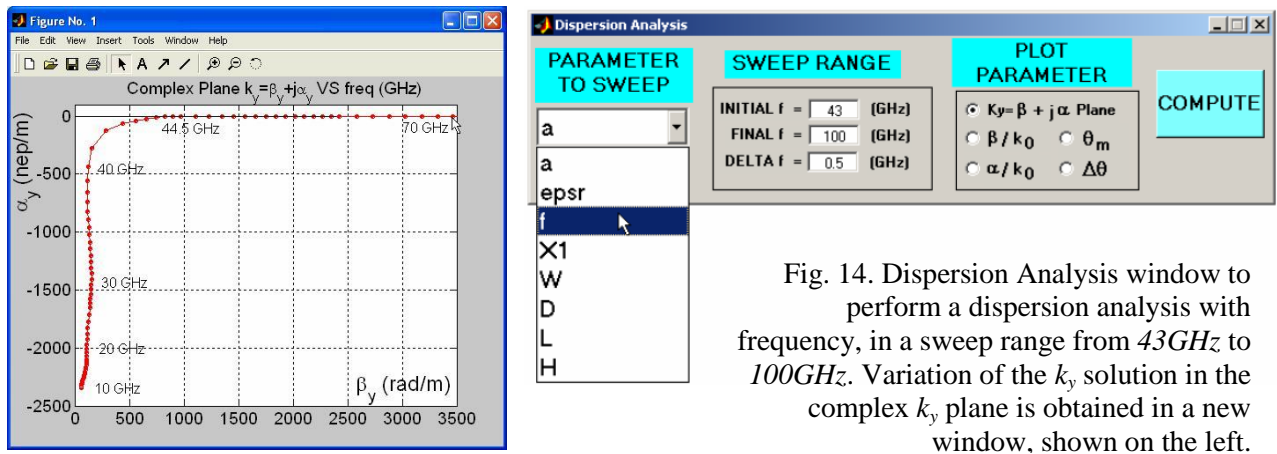 Figure No. 1
File Edit View Insert Tools Window Help
Complex Plane k_y=β_y+jα_y VS freq (GHz)
α_y (nep/m)
0
-500
-1000
-1500
-2000
-2500
44.5 GHz
70 GHz
40 GHz
30 GHz
20 GHz
10 GHz
β_y (rad/m)
0 500 1000 1500 2000 2500 3000 3500
Dispersion Analysis
PARAMETER
TO SWEEP
a
a
epsr
f
X1
W
D
L
H
SWEEP RANGE
INITIAL f = 43 (GHz)
FINAL f = 100 (GHz)
DELTA f = 0.5 (GHz)
PLOT
PARAMETER
Ky= β + j α Plane
β / k0 θm
α / k0 Δθ
COMPUTE
Fig. 14. Dispersion Analysis window to
perform a dispersion analysis with
frequency, in a sweep range from 43GHz to
100GHz. Variation of the ky solution in the
complex ky plane is obtained in a new
window, shown on the left.